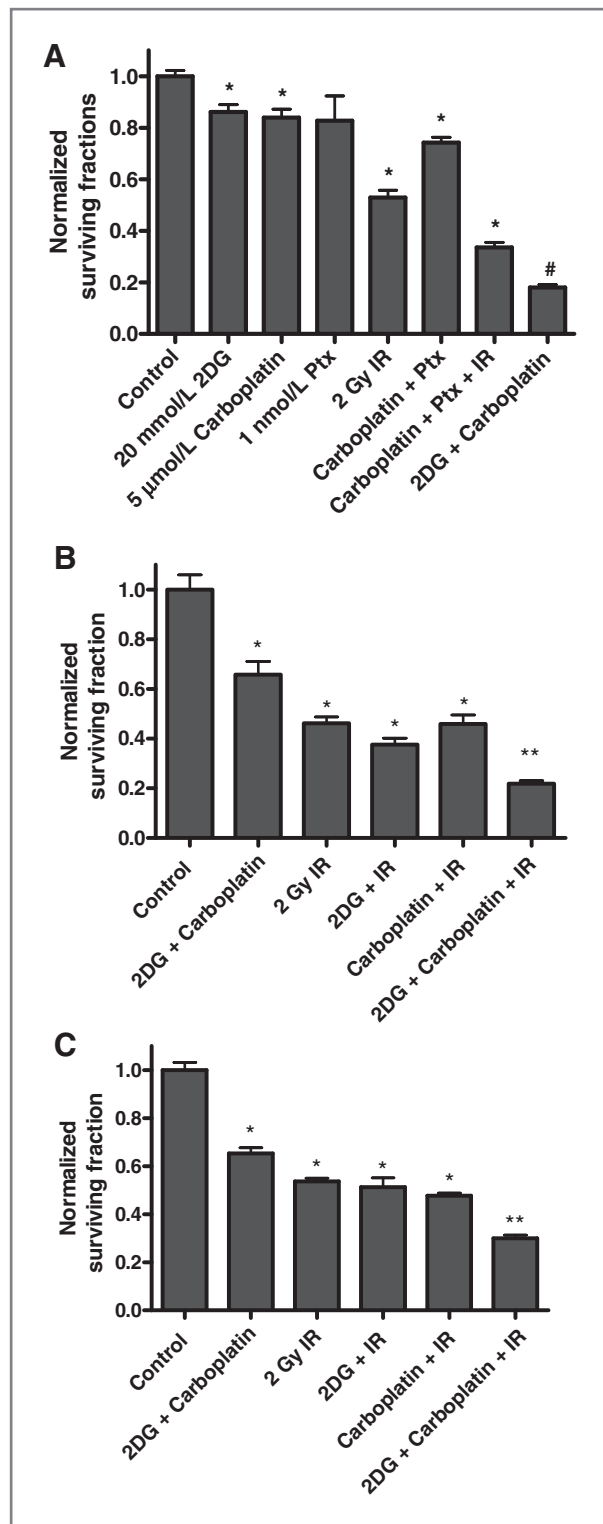 A
Normalized
surviving fractions
1.0
0.8
0.6
0.4
0.2
0.0
*
*
*
*
*
#
Control
20 mmol/L 2DG
5 μmol/L Carboplatin
1 nmol/L Ptx
2 Gy IR
Carboplatin + Ptx
Carboplatin + Ptx + IR
2DG + Carboplatin
B
Normalized
surviving fraction
1.0
0.8
0.6
0.4
0.2
0.0
*
*
*
*
**
Control
2DG + Carboplatin
2 Gy IR
2DG + IR
Carboplatin + IR
2DG + Carboplatin + IR
C
Normalized
surviving fraction
1.0
0.8
0.6
0.4
0.2
0.0
*
*
*
*
**
Control
2DG + Carboplatin
2 Gy IR
2DG + IR
Carboplatin + IR
2DG + Carboplatin + IR